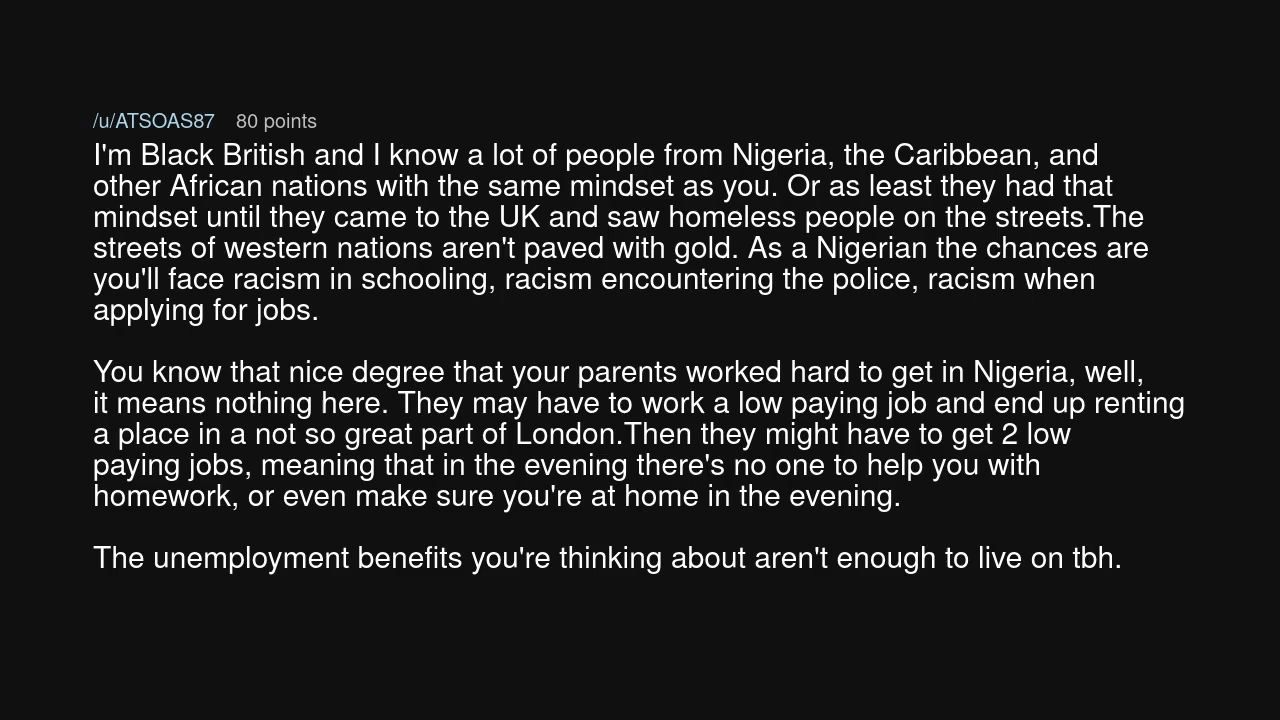 /u/ATSOAS87 80 points
I'm Black British and I know a lot of people from Nigeria, the Caribbean, and
other African nations with the same mindset as you. Or as least they had that
mindset until they came to the UK and saw homeless people on the streets.The
streets of western nations aren't paved with gold. As a Nigerian the chances are
you'll face racism in schooling, racism encountering the police, racism when
applying for jobs.
You know that nice degree that your parents worked hard to get in Nigeria, well,
it means nothing here. They may have to work a low paying job and end up renting
a place in a not so great part of London.Then they might have to get 2 low
paying jobs, meaning that in the evening there's no one to help you with
homework, or even make sure you're at home in the evening.
The unemployment benefits you're thinking about aren't enough to live on tbh.